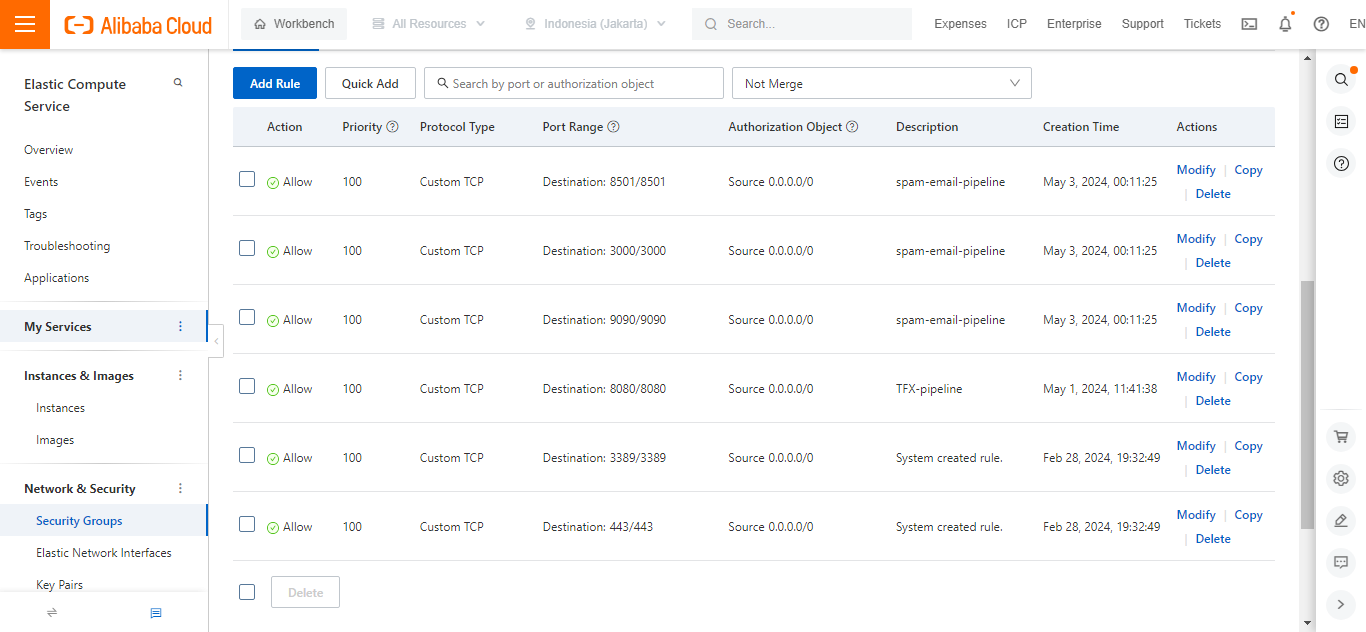 Alibaba Cloud
Workbench
All Resources
Indonesia (Jakarta)
Search...
Expenses
ICP
Enterprise
Support
Tickets
EN
Elastic Compute
Service
Overview
Events
Tags
Troubleshooting
Applications
My Services
Instances & Images
Instances
Images
Network & Security
Security Groups
Elastic Network Interfaces
Key Pairs
Add Rule
Quick Add
Search by port or authorization object
Not Merge
Action Priority Protocol Type Port Range Authorization Object Description Creation Time Actions
Allow 100 Custom TCP Destination: 8501/8501 Source 0.0.0.0/0 spam-email-pipeline May 3, 2024, 00:11:25 Modify | Copy
| Delete
Allow 100 Custom TCP Destination: 3000/3000 Source 0.0.0.0/0 spam-email-pipeline May 3, 2024, 00:11:25 Modify | Copy
| Delete
Allow 100 Custom TCP Destination: 9090/9090 Source 0.0.0.0/0 spam-email-pipeline May 3, 2024, 00:11:25 Modify | Copy
| Delete
Allow 100 Custom TCP Destination: 8080/8080 Source 0.0.0.0/0 TFX-pipeline May 1, 2024, 11:41:38 Modify | Copy
| Delete
Allow 100 Custom TCP Destination: 3389/3389 Source 0.0.0.0/0 System created rule. Feb 28, 2024, 19:32:49 Modify | Copy
| Delete
Allow 100 Custom TCP Destination: 443/443 Source 0.0.0.0/0 System created rule. Feb 28, 2024, 19:32:49 Modify | Copy
| Delete
Delete